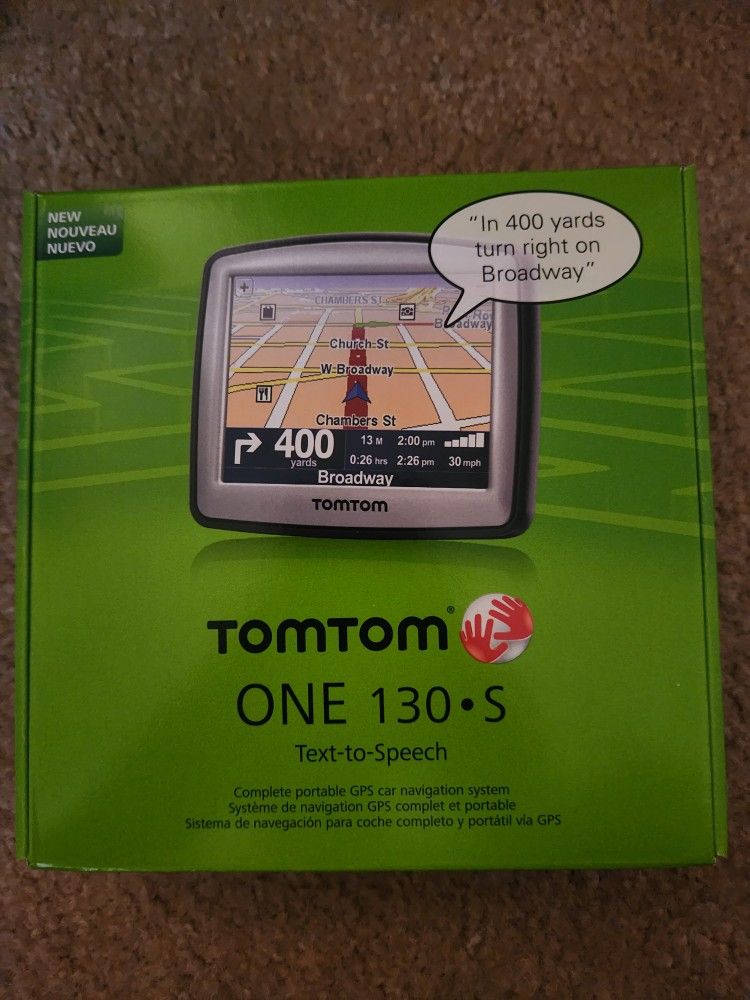 NEW
NOUVEAU
NUEVO
"In 400 yards
turn right on
Broadway"
CHAMBERS ST
Broadway
Church St
W Broadway
Chambers St
400
yards
13 M 2:00 pm
0:26 hrs 2:26 pm 30 mph
Broadway
TOMTOM
TOMTOM®
ONE 130•S
Text-to-Speech
Complete portable GPS car navigation system
Système de navigation GPS complet et portable
Sistema de navegación para coche completo y portátil vía GPS